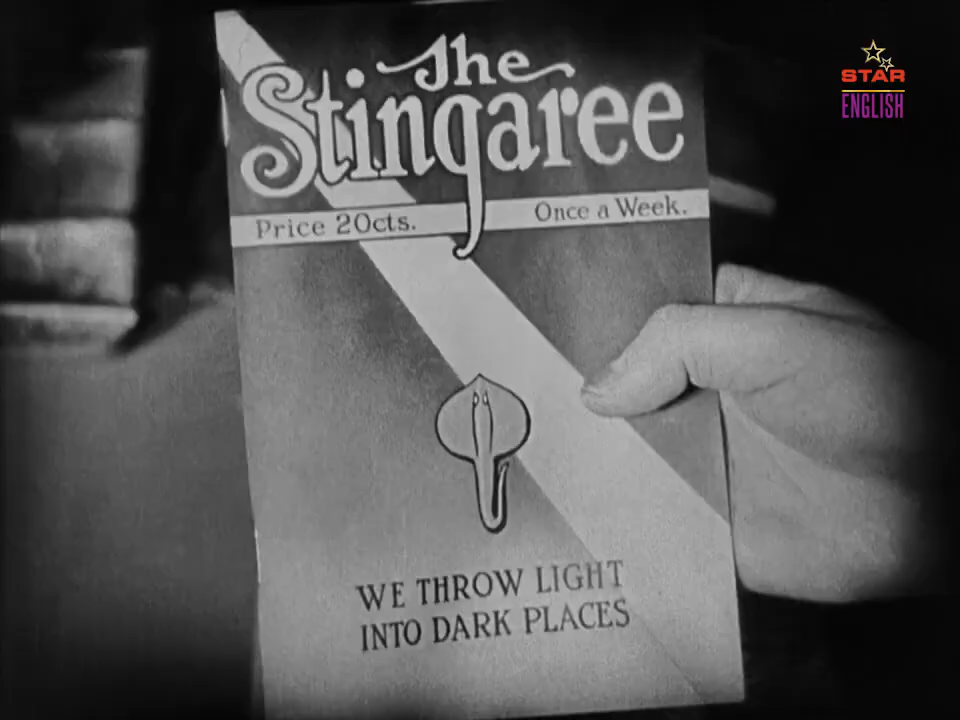 The
Stingaree
Price 20cts.
Once a Week.
WE THROW LIGHT
INTO DARK PLACES
STAR
ENGLISH